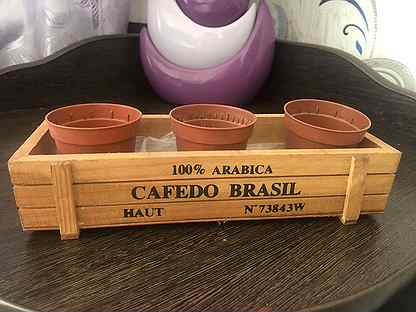 100% ARABICA
CAFEDO BRASIL
HAUT N°73843W